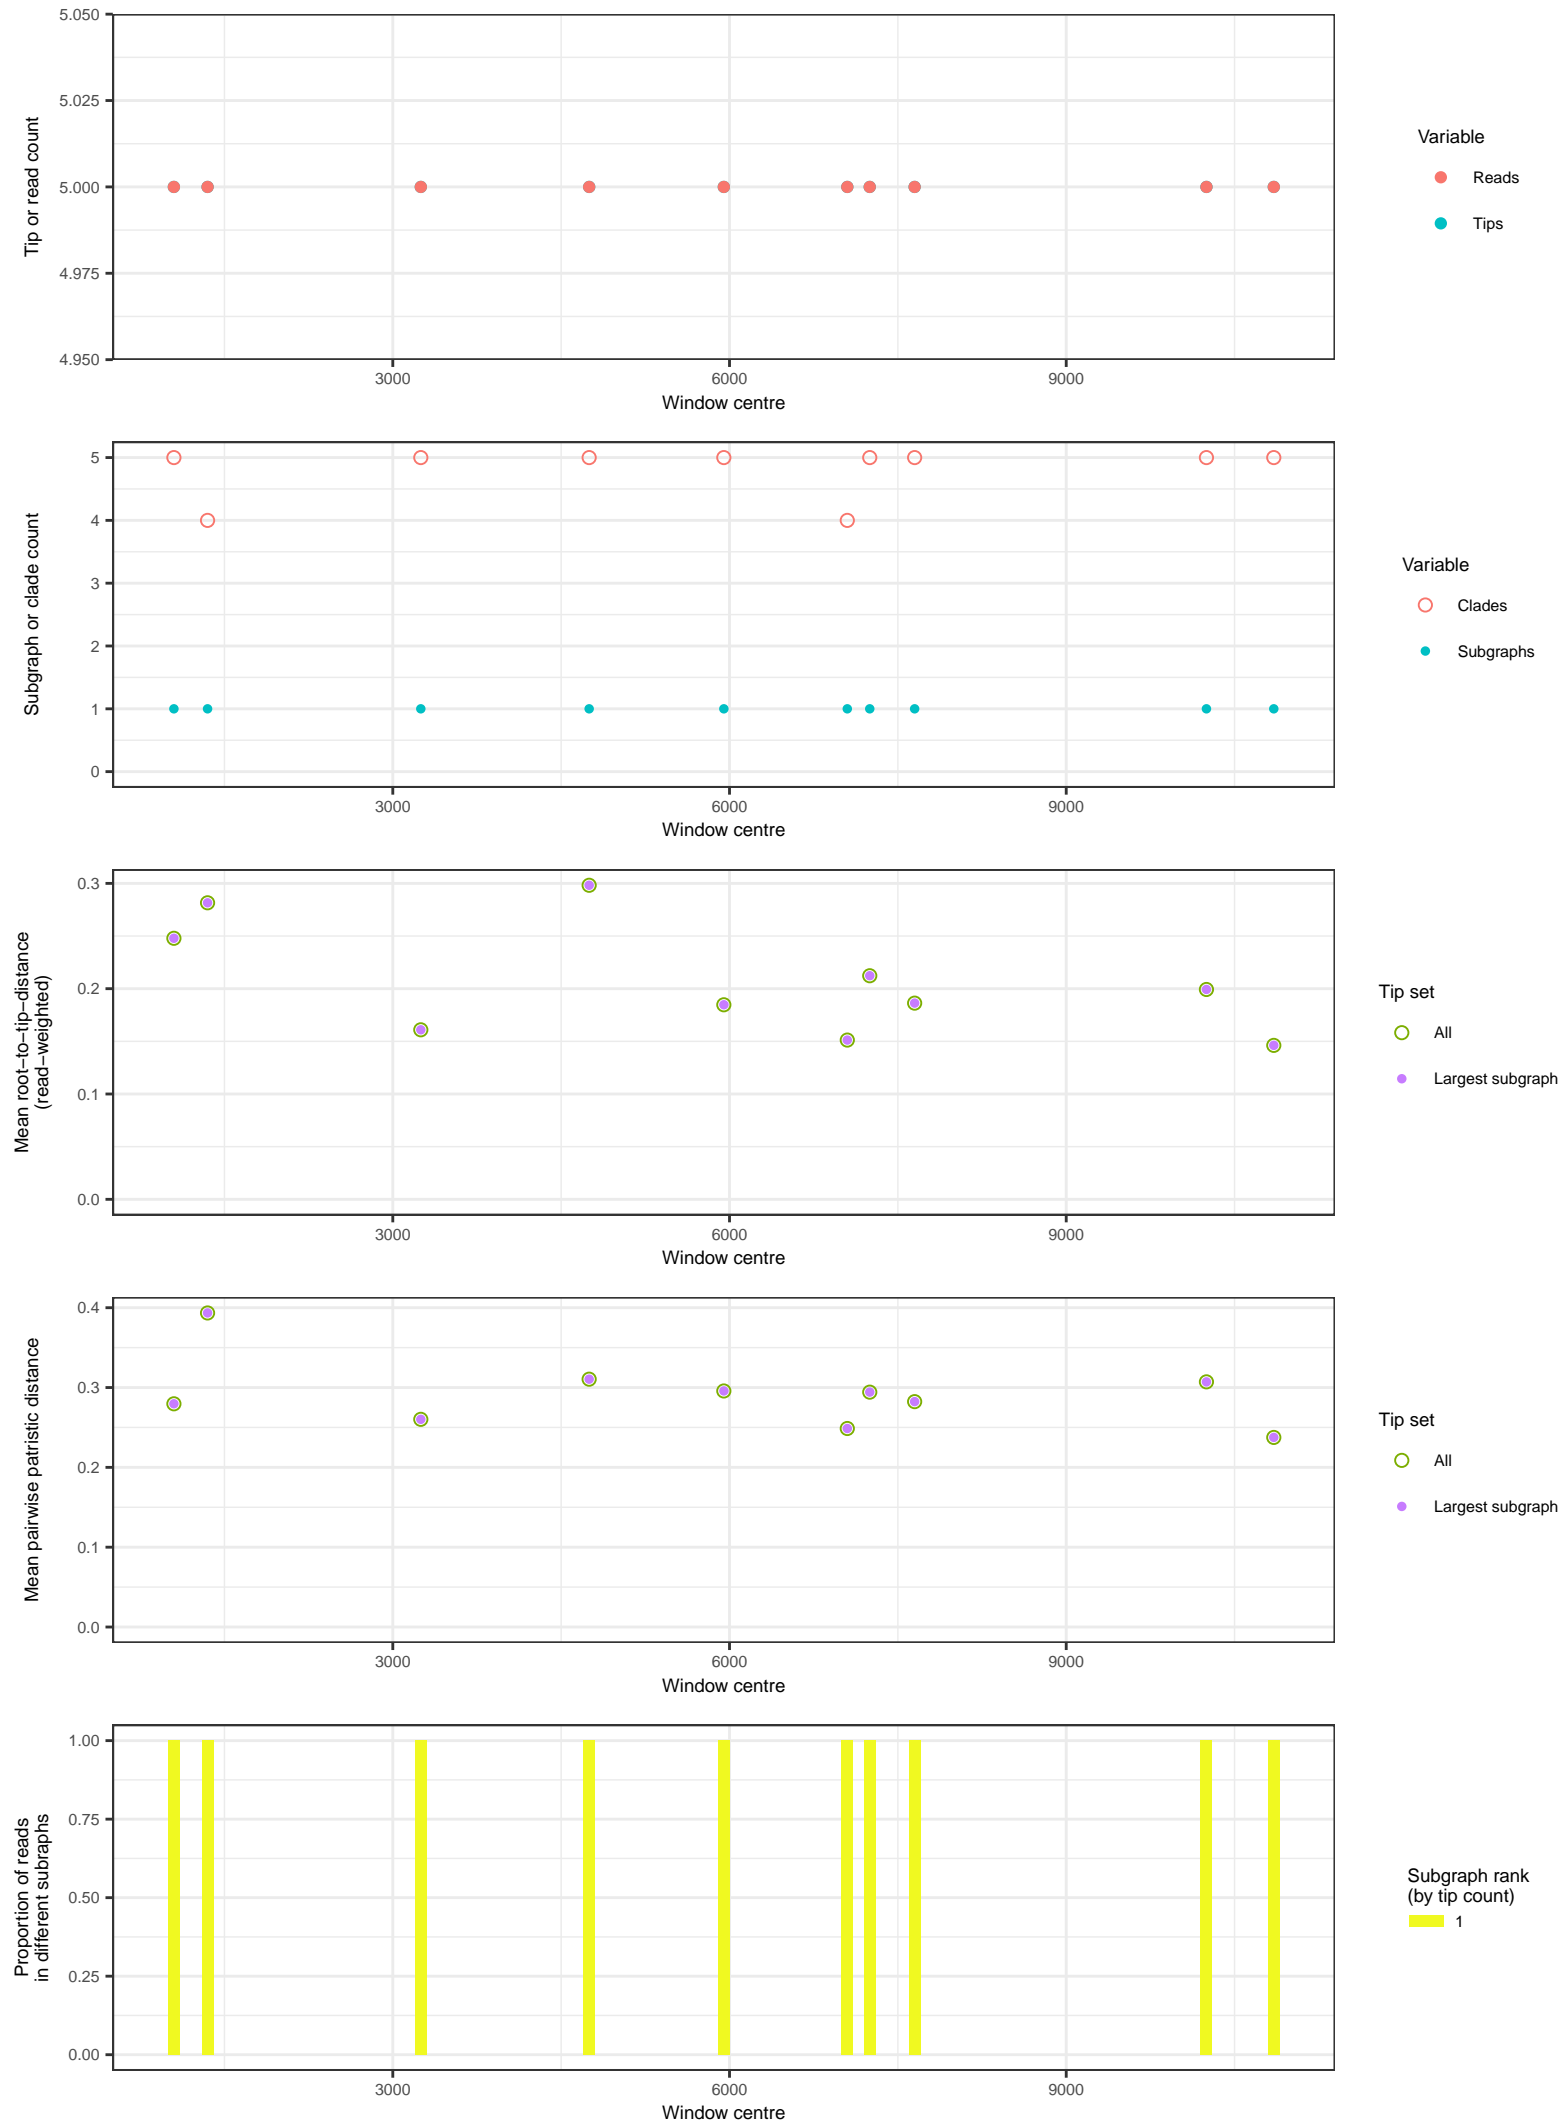 5.050
5.025
5.000
4.975
4.950
Tip or read count
3000 6000 9000
Window centre
Variable
Reads
Tips
5
4
3
2
1
0
Subgraph or clade count
3000 6000 9000
Window centre
Variable
Clades
Subgraphs
0.3
0.2
0.1
0.0
Mean root−to−tip−distance
(read−weighted)
3000 6000 9000
Window centre
Tip set
All
Largest subgraph
0.4
0.3
0.2
0.1
0.0
Mean pairwise patristic distance
3000 6000 9000
Window centre
Tip set
All
Largest subgraph
1.00
0.75
0.50
0.25
0.00
Proportion of reads
in different subraphs
3000 6000 9000
Window centre
Subgraph rank
(by tip count)
1